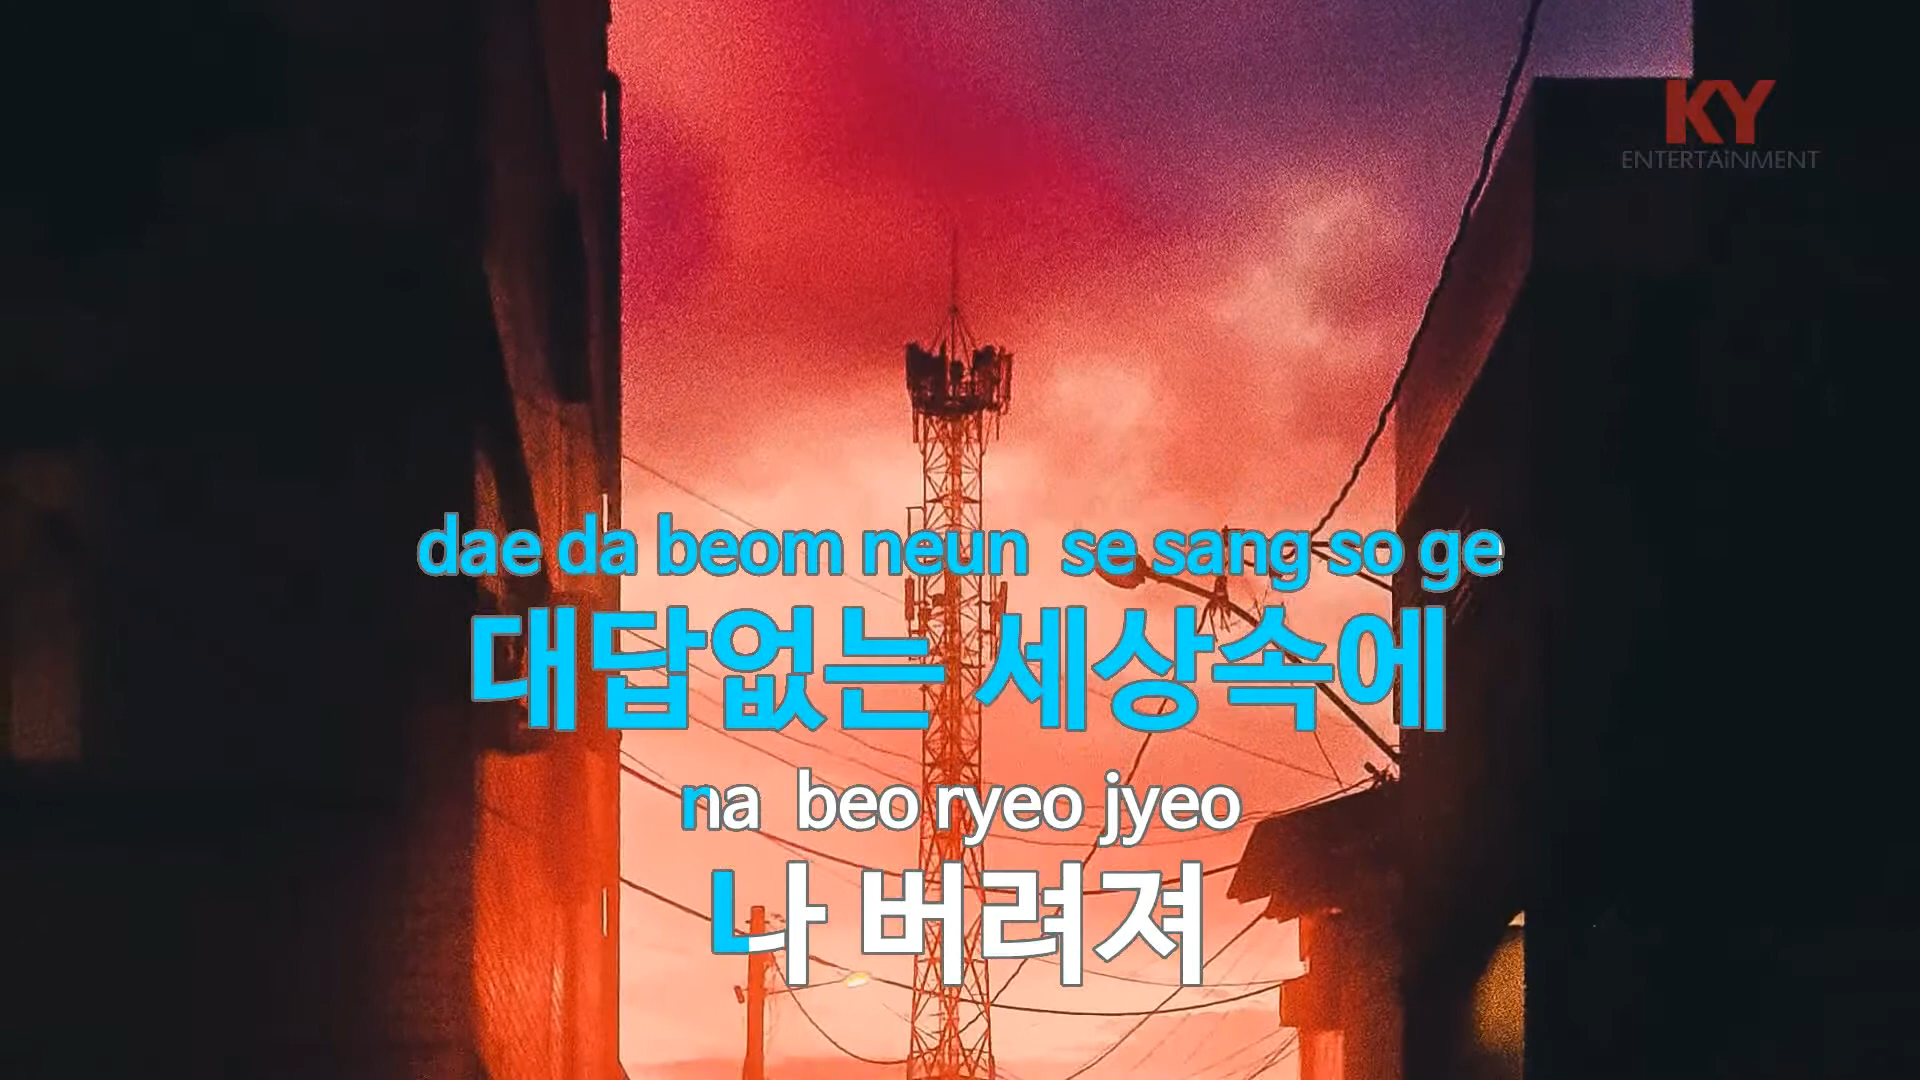 KY
ENTERTAiNMENT
dae da beom neun se sang so ge
대답없는 세상속에
na beo ryeo jyeo
나 버려져